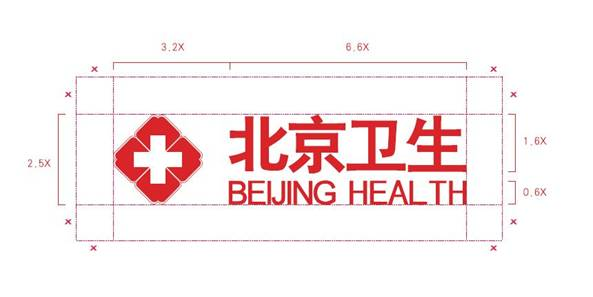 3.2X 6.6X
× ×
× ×
北京卫生 1.6X
2.5X
BEIJING HEALTH 0.6X
× ×
× ×